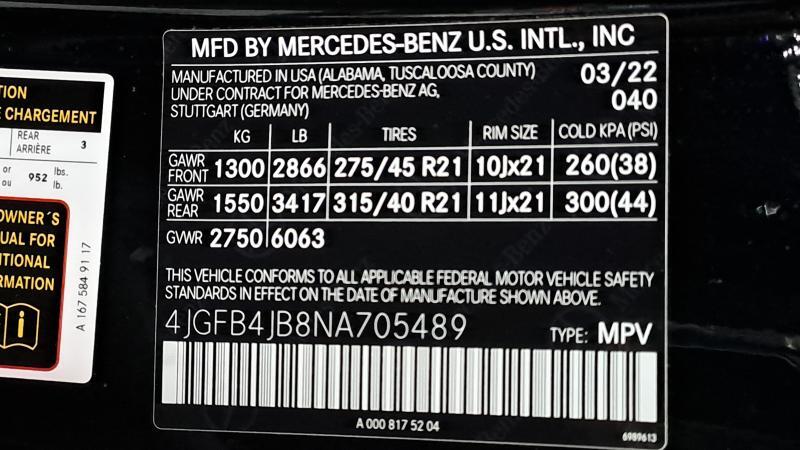 TION
E CHARGEMENT
REAR
ARRIÈRE
3
or
ou
952
lbs.
lb.
OWNER´S
UAL FOR
ITIONAL
RMATION
A 167 584 91 17
MFD BY MERCEDES-BENZ U.S. INTL., INC
MANUFACTURED IN USA (ALABAMA, TUSCALOOSA COUNTY) 03/22
UNDER CONTRACT FOR MERCEDES-BENZ AG, 040
STUTTGART (GERMANY)
KG LB TIRES RIM SIZE COLD KPA (PSI)
GAWR FRONT 1300 2866 275/45 R21 10Jx21 260(38)
GAWR REAR 1550 3417 315/40 R21 11Jx21 300(44)
GVWR 2750 6063
THIS VEHICLE CONFORMS TO ALL APPLICABLE FEDERAL MOTOR VEHICLE SAFETY
STANDARDS IN EFFECT ON THE DATE OF MANUFACTURE SHOWN ABOVE.
4JGFB4JB8NA705489 TYPE: MPV
A 000 817 52 04
6989613